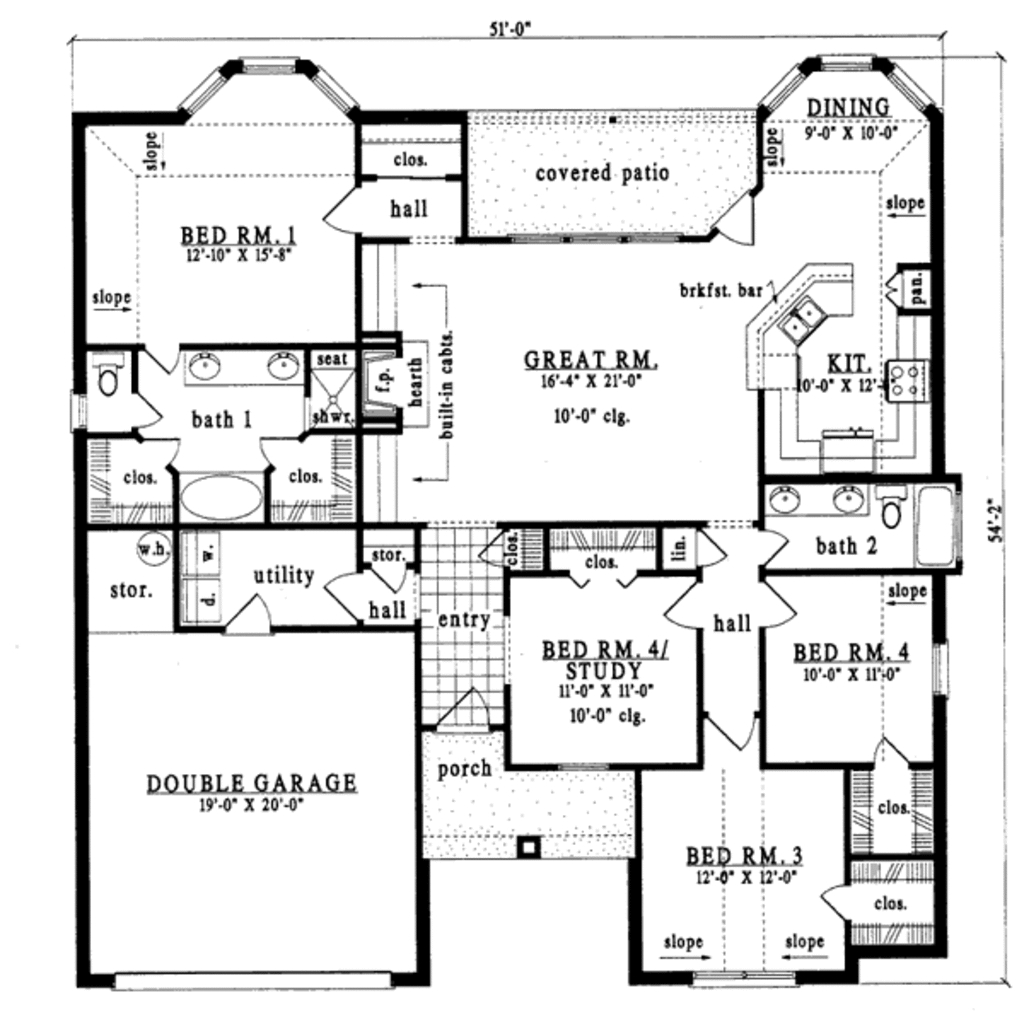 51'-0"
DINING
9'-0" X 10'-0"
slope
slope
clos.
covered patio
hall
slope
BED RM. 1
12'-10" X 15'-8"
slope
brkfst. bar
pan.
GREAT RM.
16'-4" X 21'-0"
10'-0" clg.
KIT.
seat
shwr.
f.p.
hearth
built-in cabts.
bath 1
clos.
clos.
54'-2"
w.h.
stor.
w.
d.
utility
stor.
hall
clos.
clos.
lin.
bath 2
entry
hall
slope
BED RM. 4/
STUDY
11'-0" X 11'-0"
10'-0" clg.
BED RM. 4
10'-0" X 11'-0"
porch
DOUBLE GARAGE
19'-0" X 20'-0"
clos.
BED RM. 3
12'-0" X 12'-0"
clos.
slope
slope